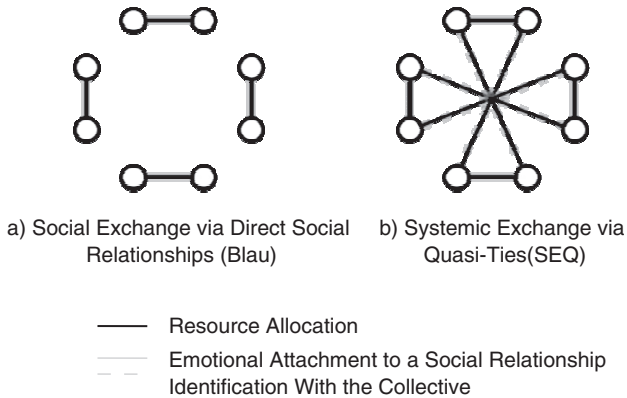 a) Social Exchange via Direct Social
Relationships (Blau)
b) Systemic Exchange via
Quasi-Ties(SEQ)
Resource Allocation
Emotional Attachment to a Social Relationship
Identification With the Collective